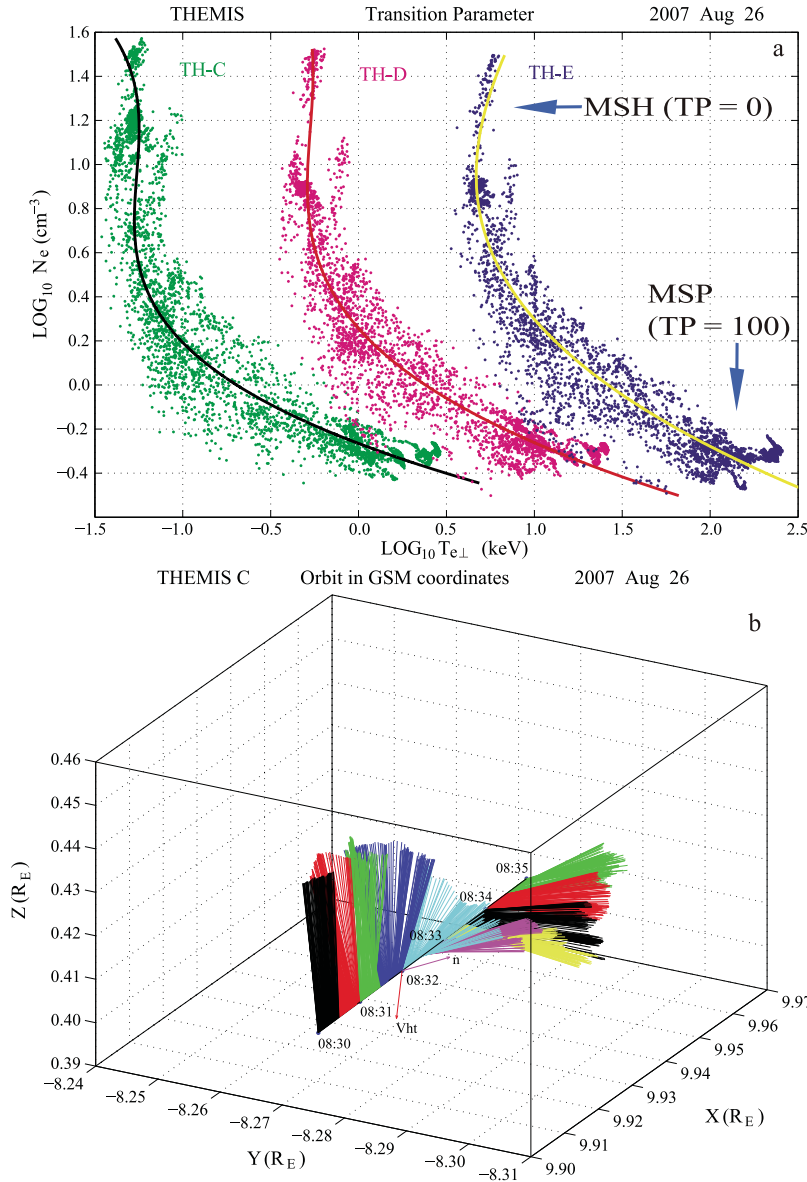 THEMIS Transition Parameter 2007 Aug 26
a
TH-C TH-D TH-E
MSH (TP = 0)
MSP
(TP = 100)
LOG10 Ne (cm−3)
1.6
1.4
1.2
1.0
0.8
0.6
0.4
0.2
0.0
−0.2
−0.4
−1.5 −1.0 −0.5 0.0 0.5 1.0 1.5 2.0 2.5
LOG10 Te⊥ (keV)
THEMIS C Orbit in GSM coordinates 2007 Aug 26
b
Z (RE)
0.46
0.45
0.44
0.43
0.42
0.41
0.40
0.39
08:35
08:34
08:33
n
08:32
08:31
Vht
08:30
−8.24 −8.25 −8.26 −8.27 −8.28 −8.29 −8.30 −8.31
Y (RE)
9.90 9.91 9.92 9.93 9.94 9.95 9.96 9.97
X (RE)